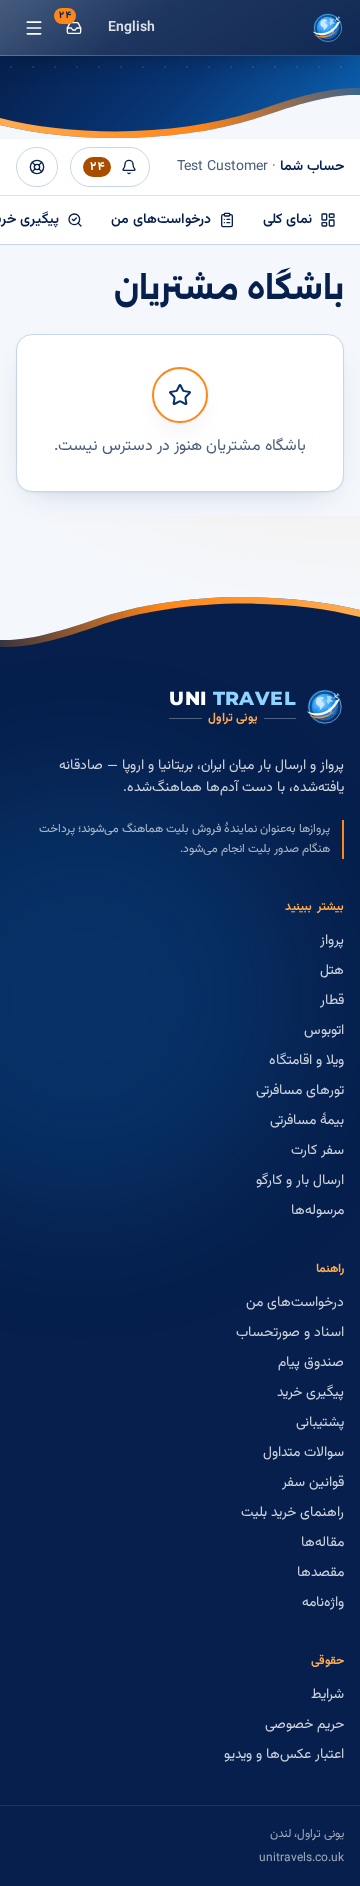 ۲۴
English
حساب شما · Test Customer
۲۴
نمای کلی
درخواست‌های من
پیگیری خرید
باشگاه مشتریان
باشگاه مشتریان هنوز در دسترس نیست.
UNI TRAVEL
یونی تراول
پرواز و ارسال بار میان ایران، بریتانیا و اروپا — صادقانه
یافته‌شده، با دست آدم‌ها هماهنگ‌شده.
پروازها به‌عنوان نمایندهٔ فروش بلیت هماهنگ می‌شوند؛ پرداخت
هنگام صدور بلیت انجام می‌شود.
بیشتر ببینید
پرواز
هتل
قطار
اتوبوس
ویلا و اقامتگاه
تورهای مسافرتی
بیمهٔ مسافرتی
سفر کارت
ارسال بار و کارگو
مرسوله‌ها
راهنما
درخواست‌های من
اسناد و صورتحساب
صندوق پیام
پیگیری خرید
پشتیبانی
سوالات متداول
قوانین سفر
راهنمای خرید بلیت
مقاله‌ها
مقصدها
واژه‌نامه
حقوقی
شرایط
حریم خصوصی
اعتبار عکس‌ها و ویدیو
یونی تراول، لندن
unitravels.co.uk